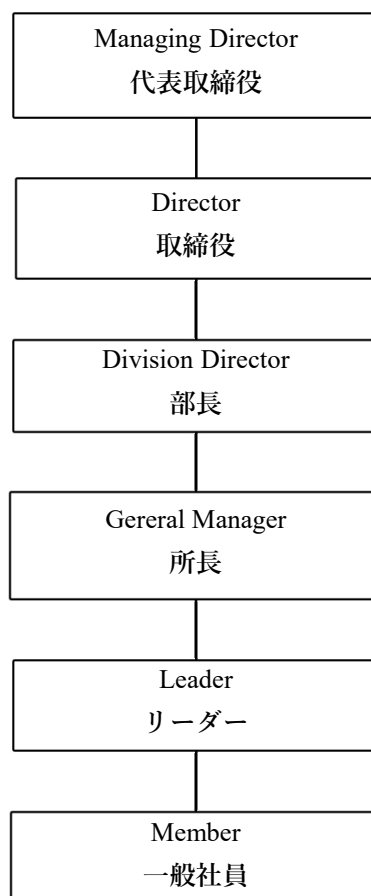 Managing Director
代表取締役
Director
取締役
Division Director
部長
Gereral Manager
所長
Leader
リーダー
Member
一般社員